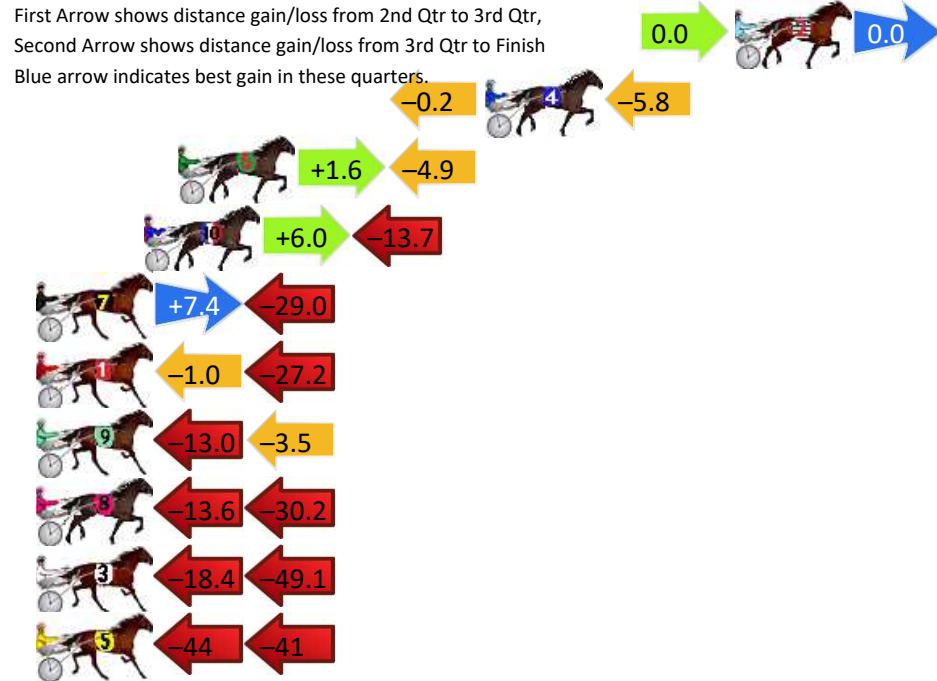 First Arrow shows distance gain/loss from 2nd Qtr to 3rd Qtr,
Second Arrow shows distance gain/loss from 3rd Qtr to Finish
Blue arrow indicates best gain in these quarters.
0.0 2 0.0
–0.2 4 –5.8
6 +1.6 –4.9
10 +6.0 –13.7
7 +7.4 –29.0
1 –1.0 –27.2
9 –13.0 –3.5
8 –13.6 –30.2
3 –18.4 –49.1
5 –44 –41